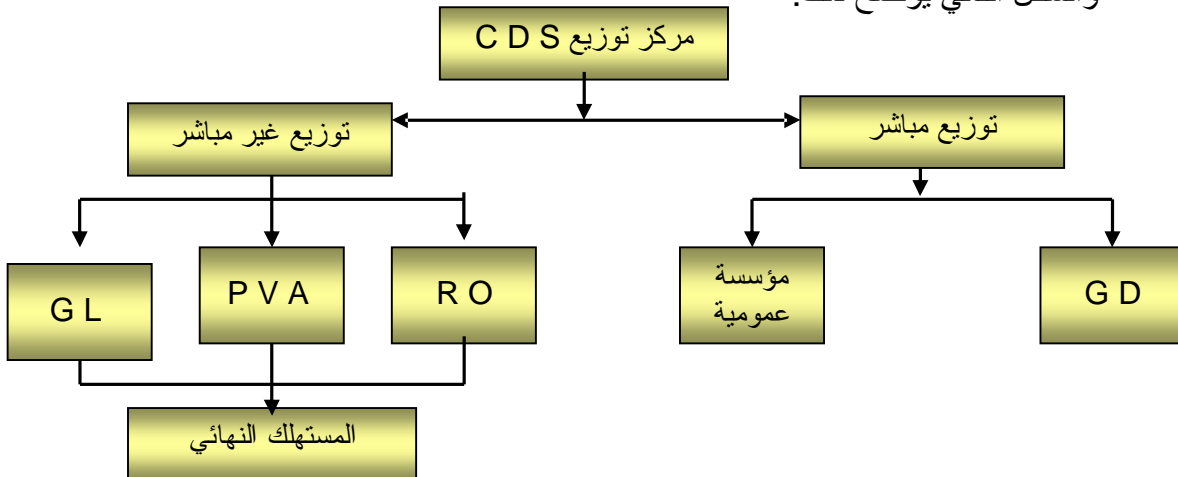 مركز توزيع C D S
توزيع مباشر
توزيع غير مباشر
G D
مؤسسة
عمومية
R O
P V A
G L
المستهلك النهائي